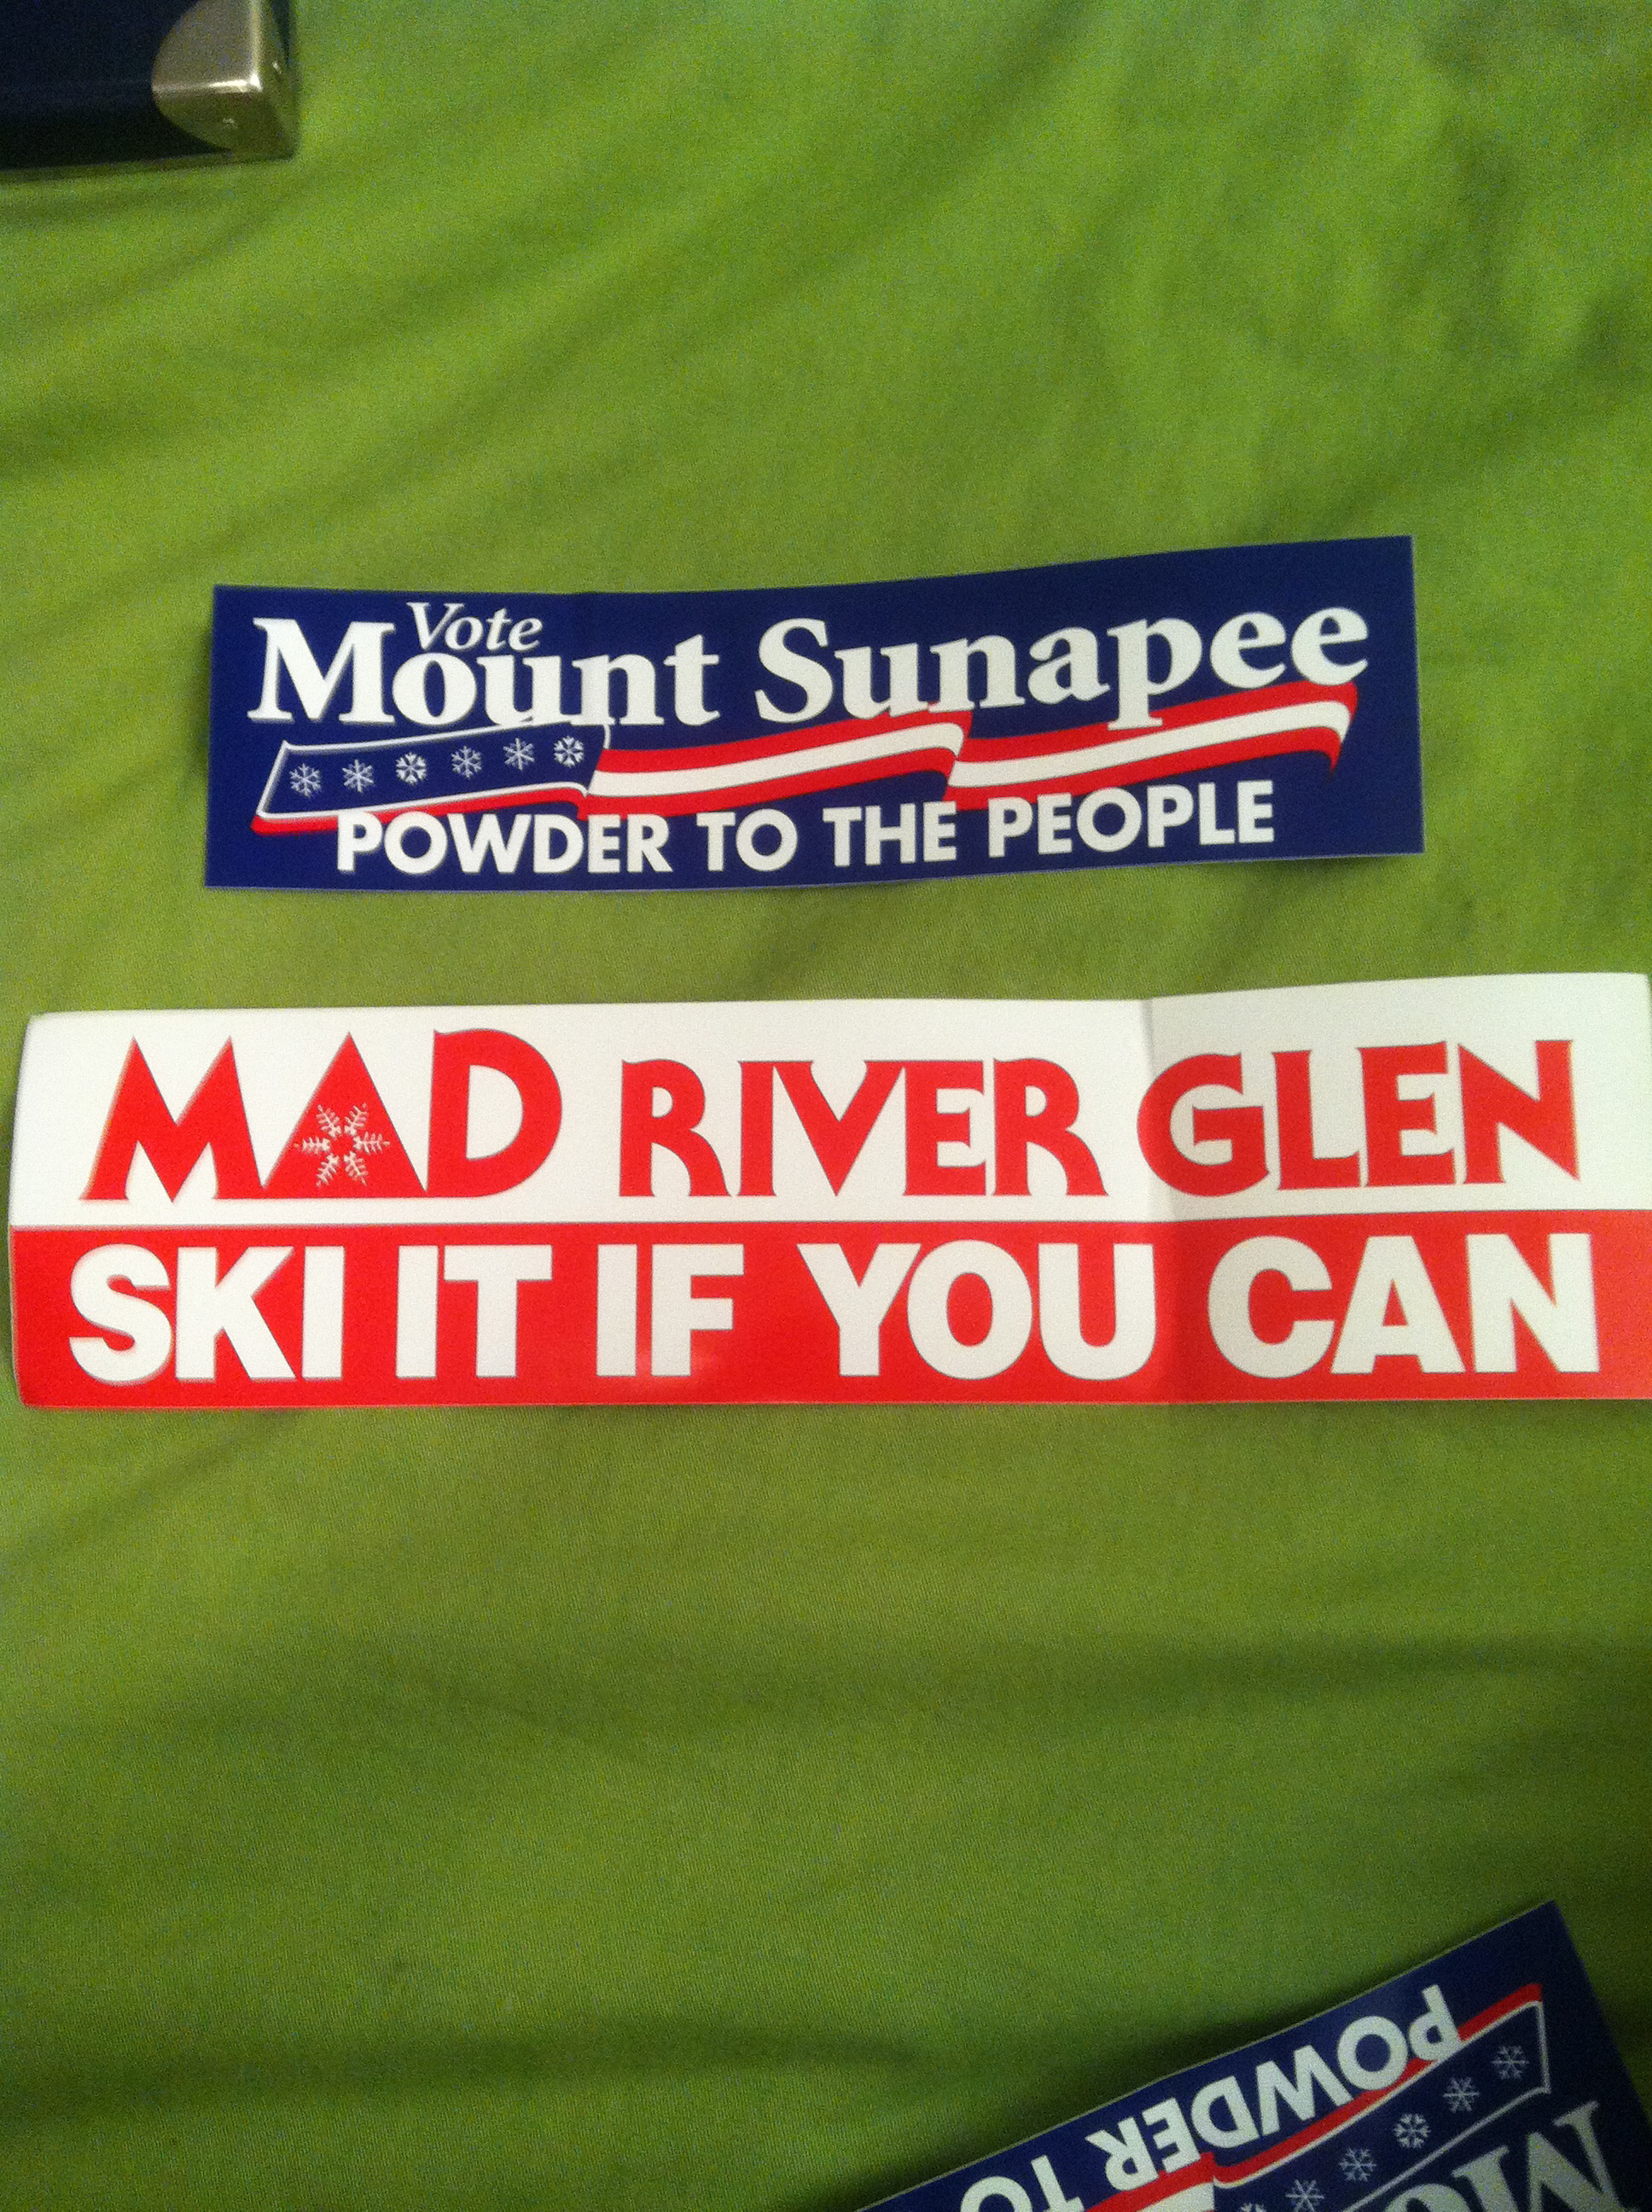 Vote
Mount Sunapee
POWDER TO THE PEOPLE
MAD RIVER GLEN
SKI IT IF YOU CAN
POWDER TO